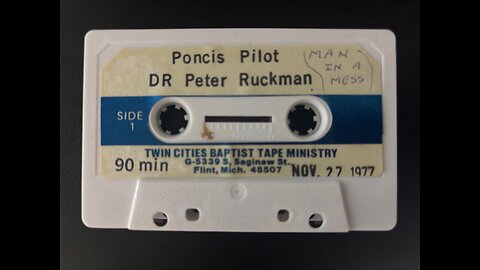 Poncis Pilot
DR Peter Ruckman
MAN
IN A
MESS
SIDE
1
90 min
TWIN CITIES BAPTIST TAPE MINISTRY
G-5339 S. Saginaw St.,
Flint, Mich. 48507
NOV. 27 1977